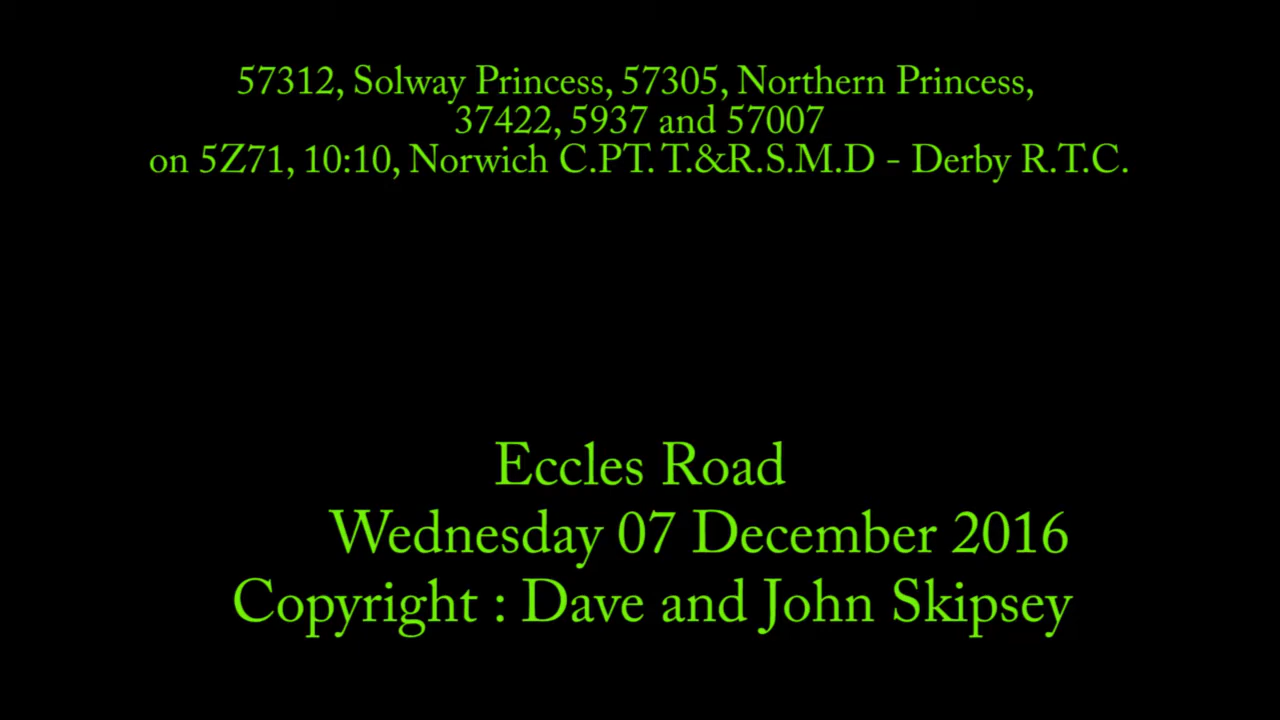 57312, Solway Princess, 57305, Northern Princess,
37422, 5937 and 57007
on 5Z71, 10:10, Norwich C.PT. T.&R.S.M.D - Derby R.T.C.
Eccles Road
Wednesday 07 December 2016
Copyright : Dave and John Skipsey